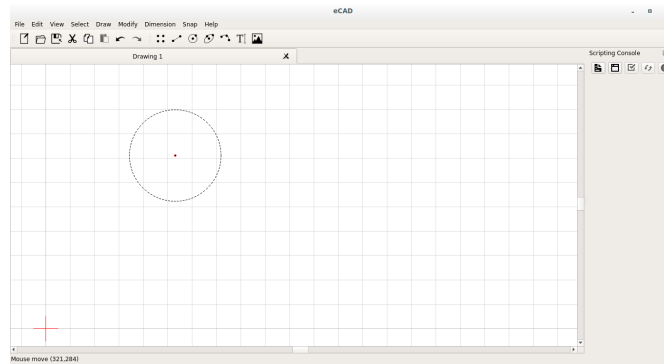 eCAD
File Edit View Select Draw Modify Dimension Snap Help
T
Drawing 1
Scripting Console
Mouse move (321,284)